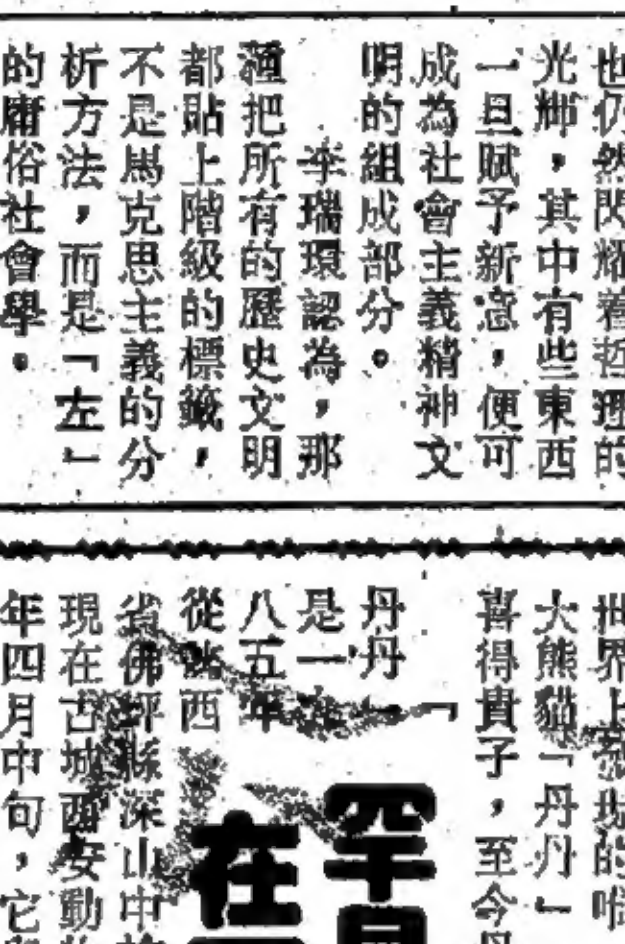 也仍然閃耀着哲理的
光輝，其中有些東西
一旦賦予新意，便可
成為社會主義精神文
明的組成部分。
李瑞環認為，那
種把所有的歷史文明
都貼上階級的標籤，
不是馬克思主義的分
析方法，而是「左」
的庸俗社會學。
世界上 現的
大熊貓「丹丹」
喜得貴子，至今
「
丹丹」
是一
八五年
從 西
省佛坪縣深山中
現在古城西安動
年四月中旬，它
罕見
在